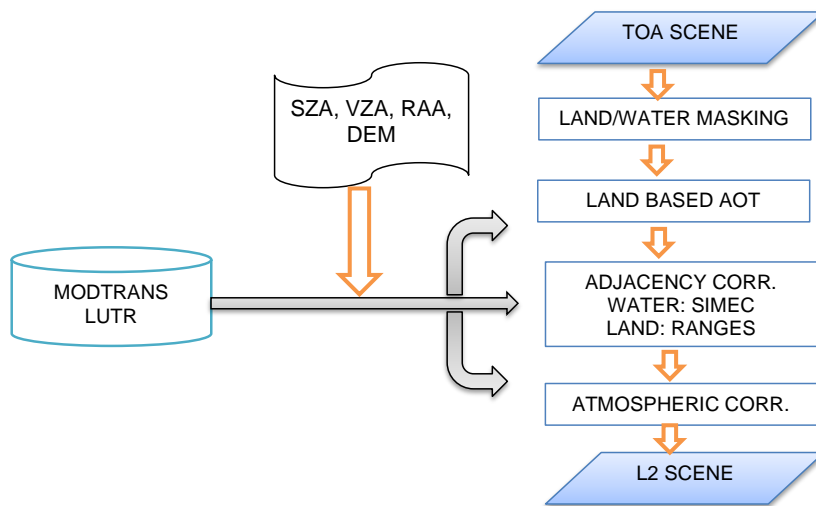 TOA SCENE
SZA, VZA, RAA,
DEM
LAND/WATER MASKING
LAND BASED AOT
MODTRANS
LUTR
ADJACENCY CORR.
WATER: SIMEC
LAND: RANGES
ATMOSPHERIC CORR.
L2 SCENE